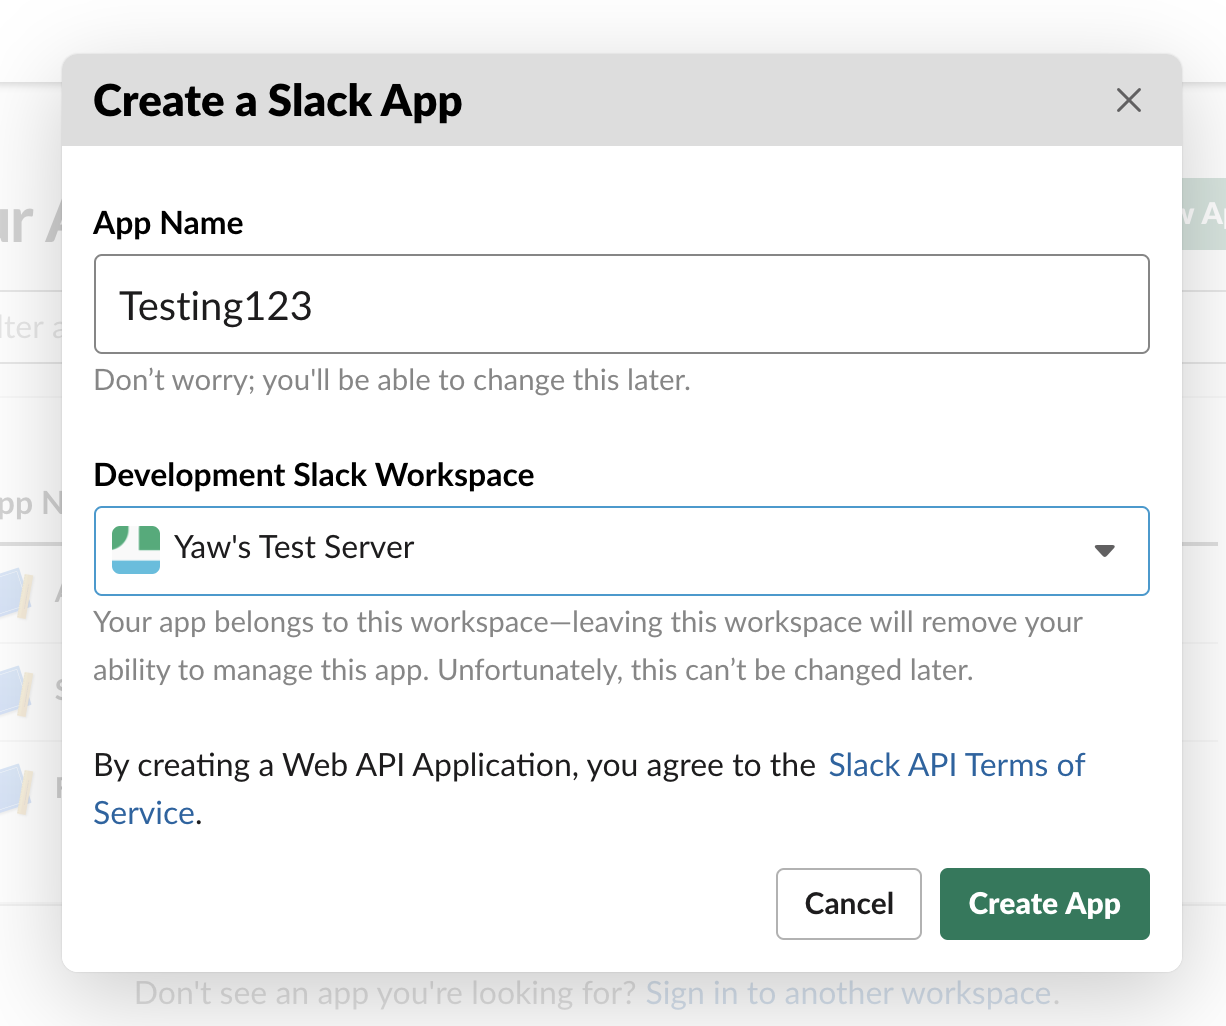 Create a Slack App
App Name
Testing123
Don’t worry; you'll be able to change this later.
Development Slack Workspace
Yaw's Test Server
Your app belongs to this workspace—leaving this workspace will remove your
ability to manage this app. Unfortunately, this can’t be changed later.
By creating a Web API Application, you agree to the Slack API Terms of
Service.
Cancel
Create App
Don't see an app you're looking for? Sign in to another workspace.